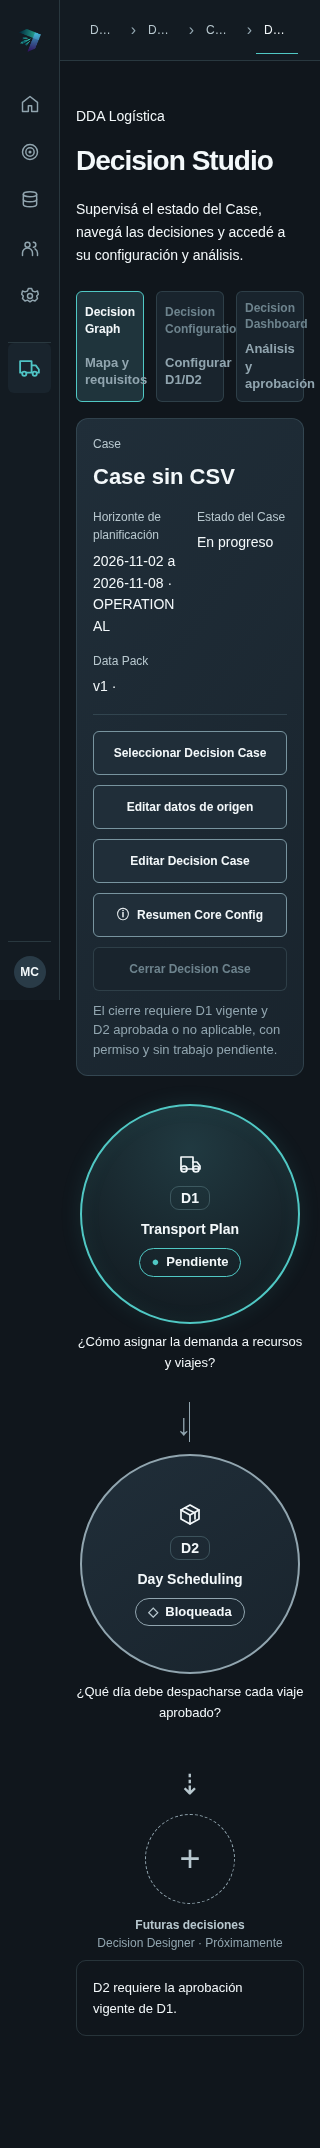 D... › D... › C... › D...
DDA Logística
Decision Studio
Supervisá el estado del Case,
navegá las decisiones y accedé a
su configuración y análisis.
Decision
Graph
Mapa y
requisitos
Decision
Configuratio
Configurar
D1/D2
Decision
Dashboard
Análisis
y
aprobación
Case
Case sin CSV
Horizonte de
planificación
2026-11-02 a
2026-11-08 ·
OPERATION
AL
Estado del Case
En progreso
Data Pack
v1 ·
Seleccionar Decision Case
Editar datos de origen
Editar Decision Case
Resumen Core Config
Cerrar Decision Case
El cierre requiere D1 vigente y
D2 aprobada o no aplicable, con
permiso y sin trabajo pendiente.
MC
D1
Transport Plan
Pendiente
¿Cómo asignar la demanda a recursos
y viajes?
D2
Day Scheduling
Bloqueada
¿Qué día debe despacharse cada viaje
aprobado?
Futuras decisiones
Decision Designer · Próximamente
D2 requiere la aprobación
vigente de D1.